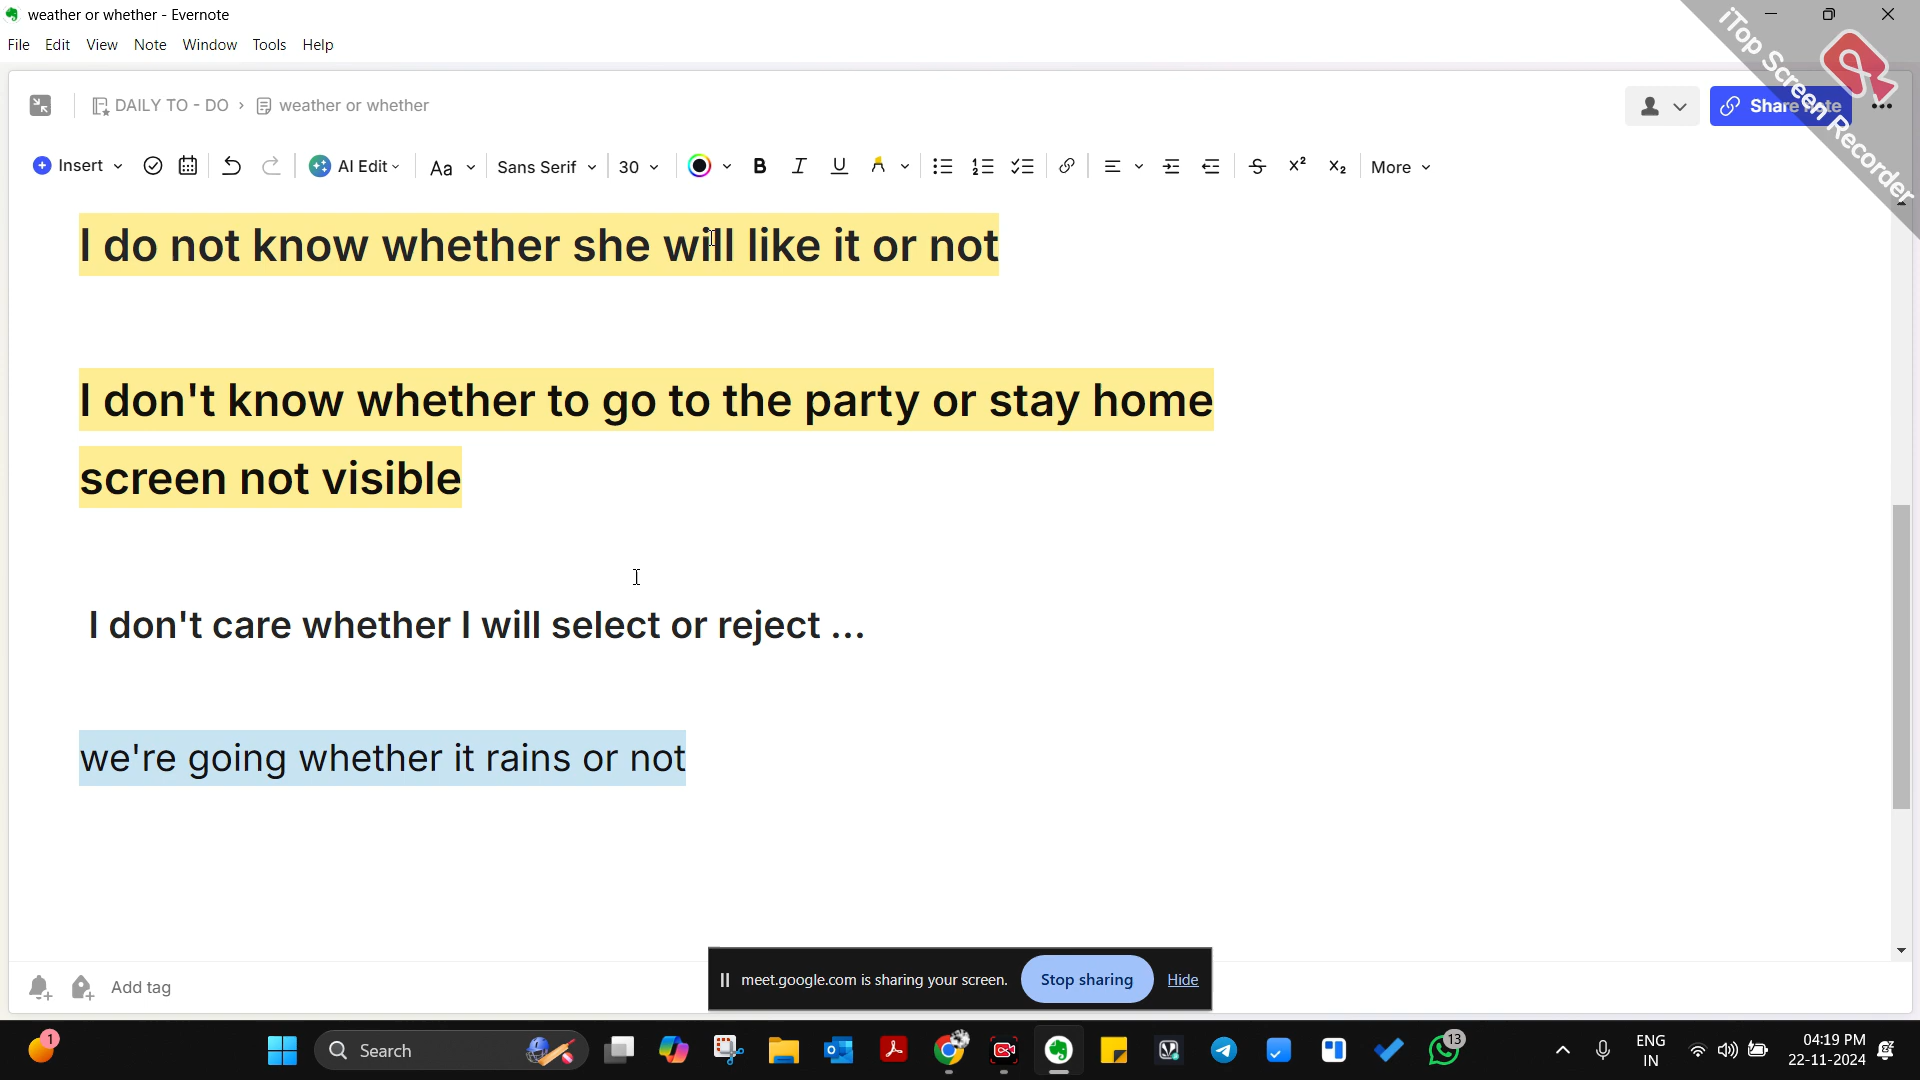 weather or whether - Evernote
File Edit View Note Window Tools Help
DAILY TO - DO › weather or whether
Share
Insert AI Edit Aa Sans Serif 30 B I U A More
I do not know whether she will like it or not
I don't know whether to go to the party or stay home
screen not visible
I don't care whether I will select or reject ...
we're going whether it rains or not
Add tag
meet.google.com is sharing your screen. Stop sharing Hide
1
Search
13
ENG
IN
04:19 PM
22-11-2024
iTop Screen Recorder